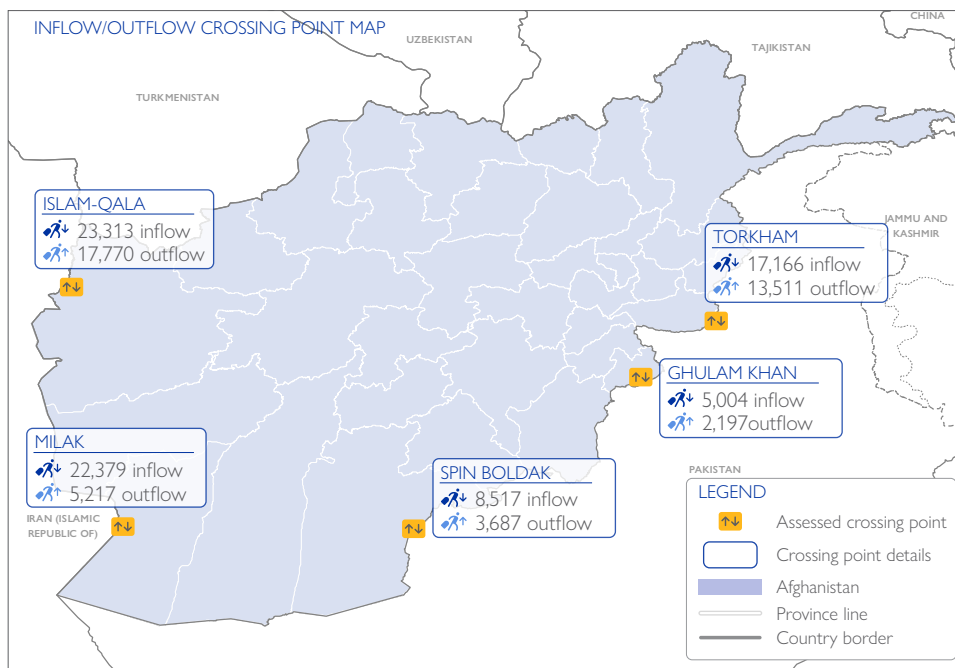 INFLOW/OUTFLOW CROSSING POINT MAP
CHINA
UZBEKISTAN
TAJIKISTAN
TURKMENISTAN
ISLAM-QALA
23,313 inflow
17,770 outflow
JAMMU AND
KASHMIR
TORKHAM
17,166 inflow
13,511 outflow
GHULAM KHAN
5,004 inflow
2,197outflow
MILAK
22,379 inflow
5,217 outflow
IRAN (ISLAMIC
REPUBLIC OF)
SPIN BOLDAK
8,517 inflow
3,687 outflow
PAKISTAN
LEGEND
Assessed crossing point
Crossing point details
Afghanistan
Province line
Country border